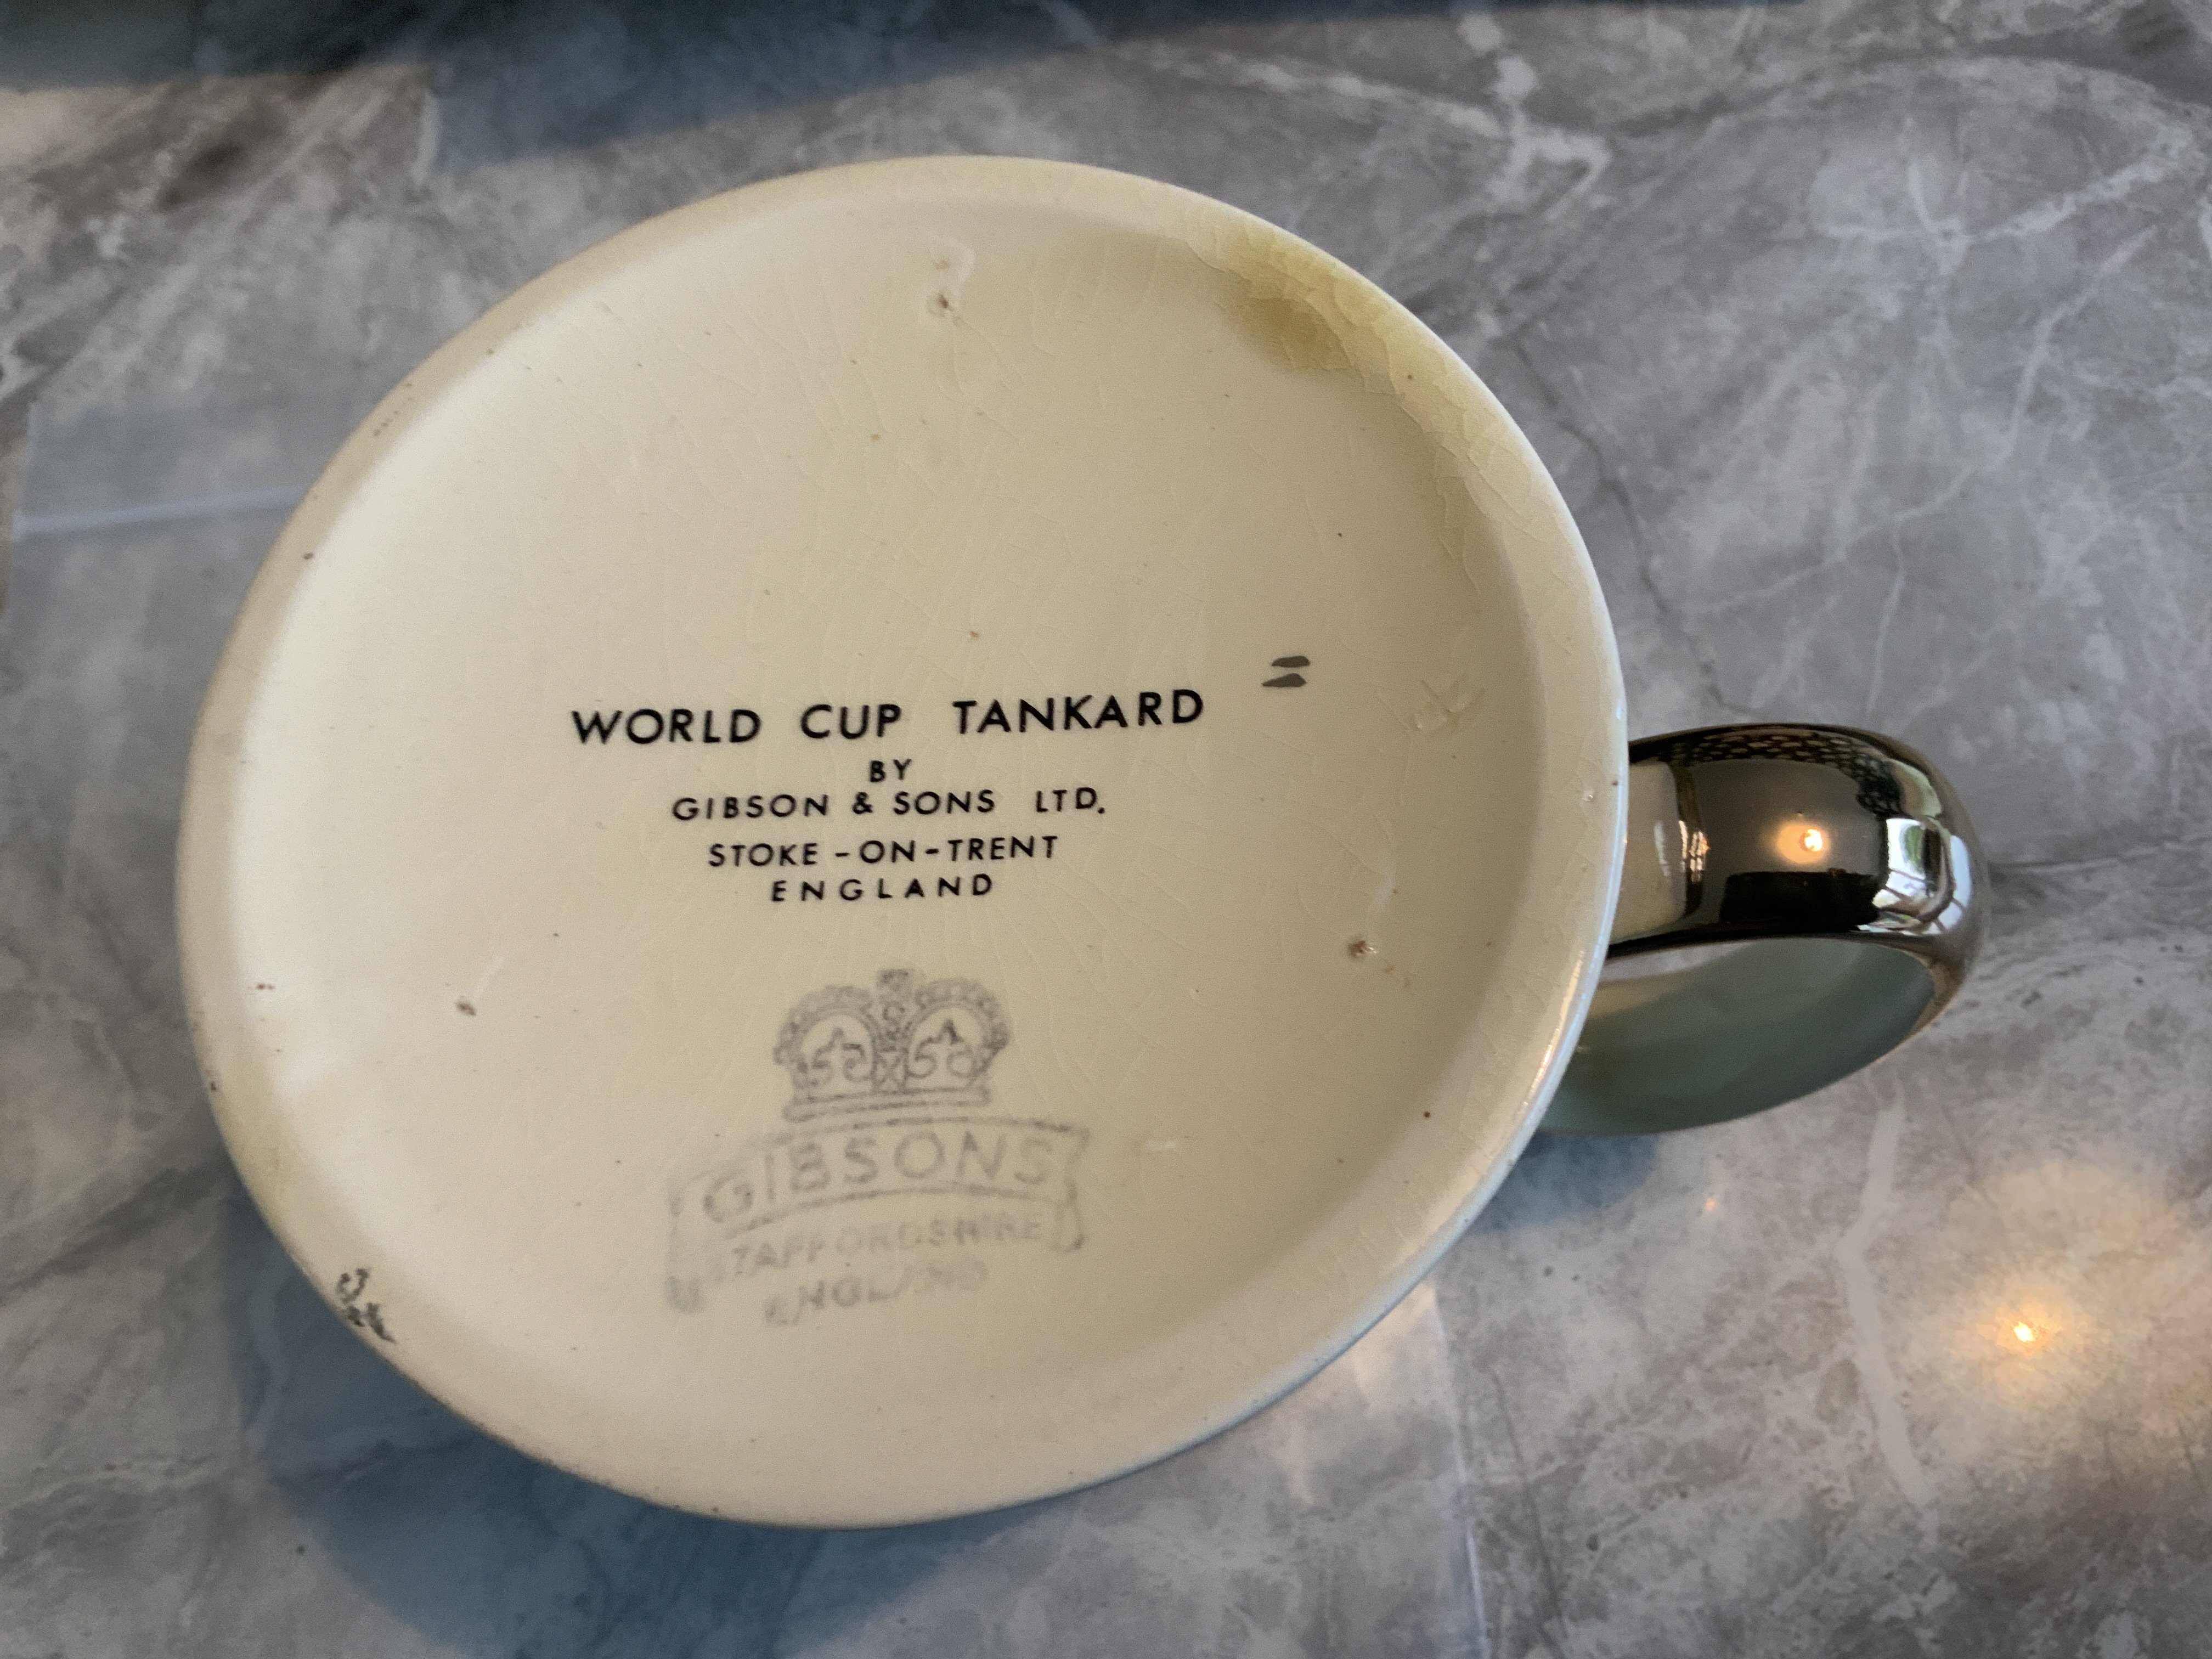 WORLD CUP TANKARD
BY
GIBSON & SONS LTD.
STOKE-ON-TRENT
ENGLAND
GIBSONS
STAFFORDSHIRE
ENGLAND